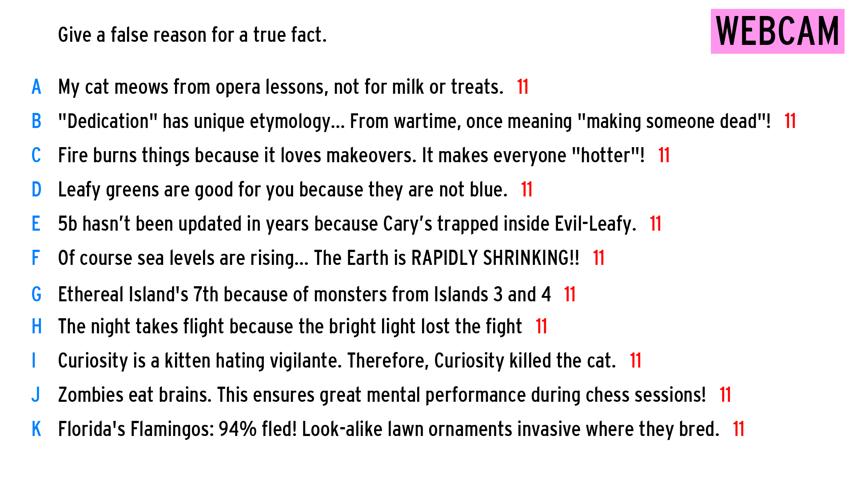 Give a false reason for a true fact.
WEBCAM
A My cat meows from opera lessons, not for milk or treats. 11
B "Dedication" has unique etymology... From wartime, once meaning "making someone dead"! 11
C Fire burns things because it loves makeovers. It makes everyone "hotter"! 11
D Leafy greens are good for you because they are not blue. 11
E 5b hasn't been updated in years because Cary's trapped inside Evil-Leafy. 11
F Of course sea levels are rising... The Earth is RAPIDLY SHRINKING!! 11
G Ethereal Island's 7th because of monsters from Islands 3 and 4 11
H The night takes flight because the bright light lost the fight 11
I Curiosity is a kitten hating vigilante. Therefore, Curiosity killed the cat. 11
J Zombies eat brains. This ensures great mental performance during chess sessions! 11
K Florida's Flamingos: 94% fled! Look-alike lawn ornaments invasive where they bred. 11